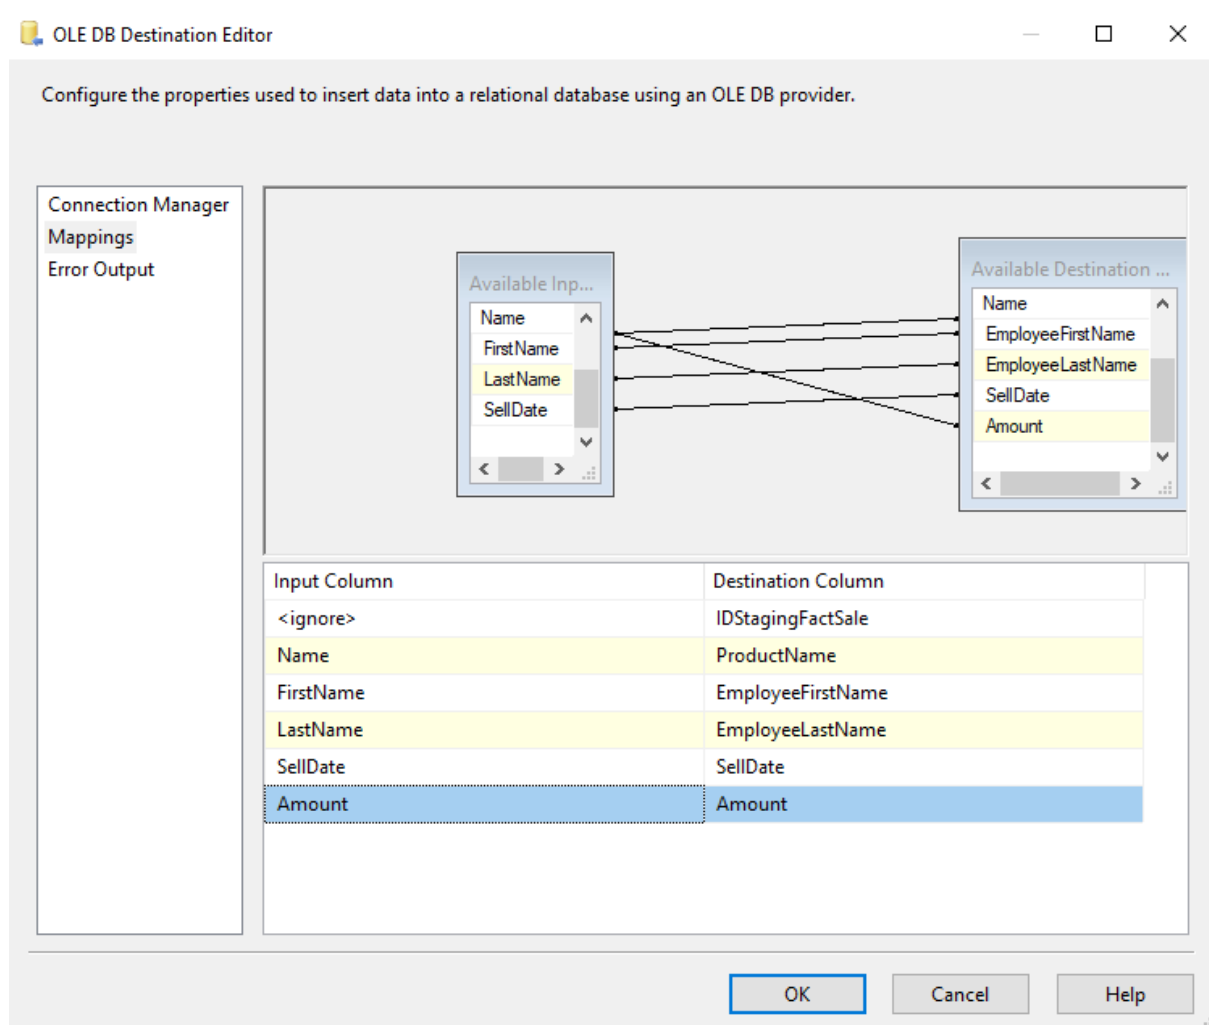 OLE DB Destination Editor
Configure the properties used to insert data into a relational database using an OLE DB provider.
Connection Manager
Mappings
Error Output
Available Inp...
Name
FirstName
LastName
SellDate
Available Destination ...
Name
EmployeeFirstName
EmployeeLastName
SellDate
Amount
Input Column Destination Column
<ignore> IDStagingFactSale
Name ProductName
FirstName EmployeeFirstName
LastName EmployeeLastName
SellDate SellDate
Amount Amount
OK Cancel Help